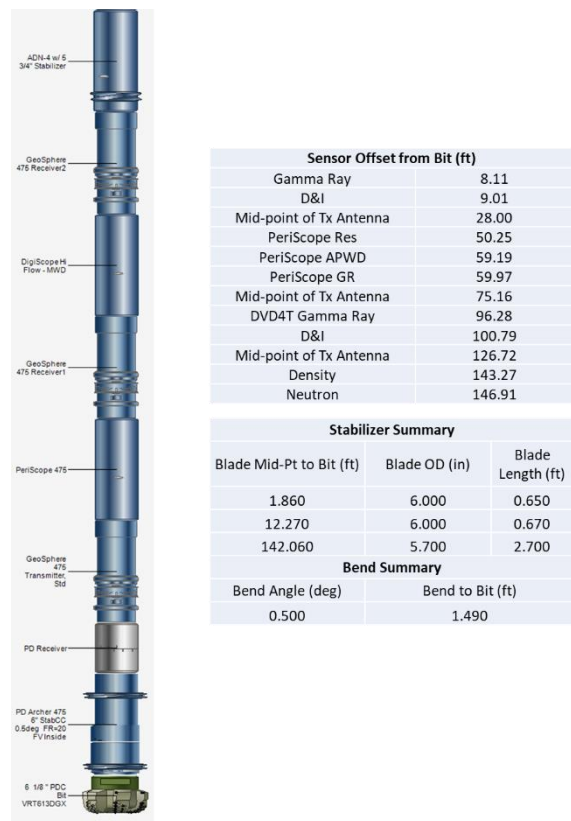 ADN-4 w/ 5
3/4" Stabilizer
GeoSphere
475 Receiver2
DigiScope Hi
Flow - MWD
GeoSphere
475 Receiver1
PeriScope 475
GeoSphere
475
Transmitter,
Std
PD Receiver
PD Archer 475
6" StabCC
0.5deg FR=20
FV Inside
6 1/8 " PDC
Bit
VRT613DGX
Sensor Offset from Bit (ft)
Gamma Ray 8.11
D&I 9.01
Mid-point of Tx Antenna 28.00
PeriScope Res 50.25
PeriScope APWD 59.19
PeriScope GR 59.97
Mid-point of Tx Antenna 75.16
DVD4T Gamma Ray 96.28
D&I 100.79
Mid-point of Tx Antenna 126.72
Density 143.27
Neutron 146.91
Stabilizer Summary
Blade Mid-Pt to Bit (ft) Blade OD (in) Blade
Length (ft)
1.860 6.000 0.650
12.270 6.000 0.670
142.060 5.700 2.700
Bend Summary
Bend Angle (deg) Bend to Bit (ft)
0.500 1.490